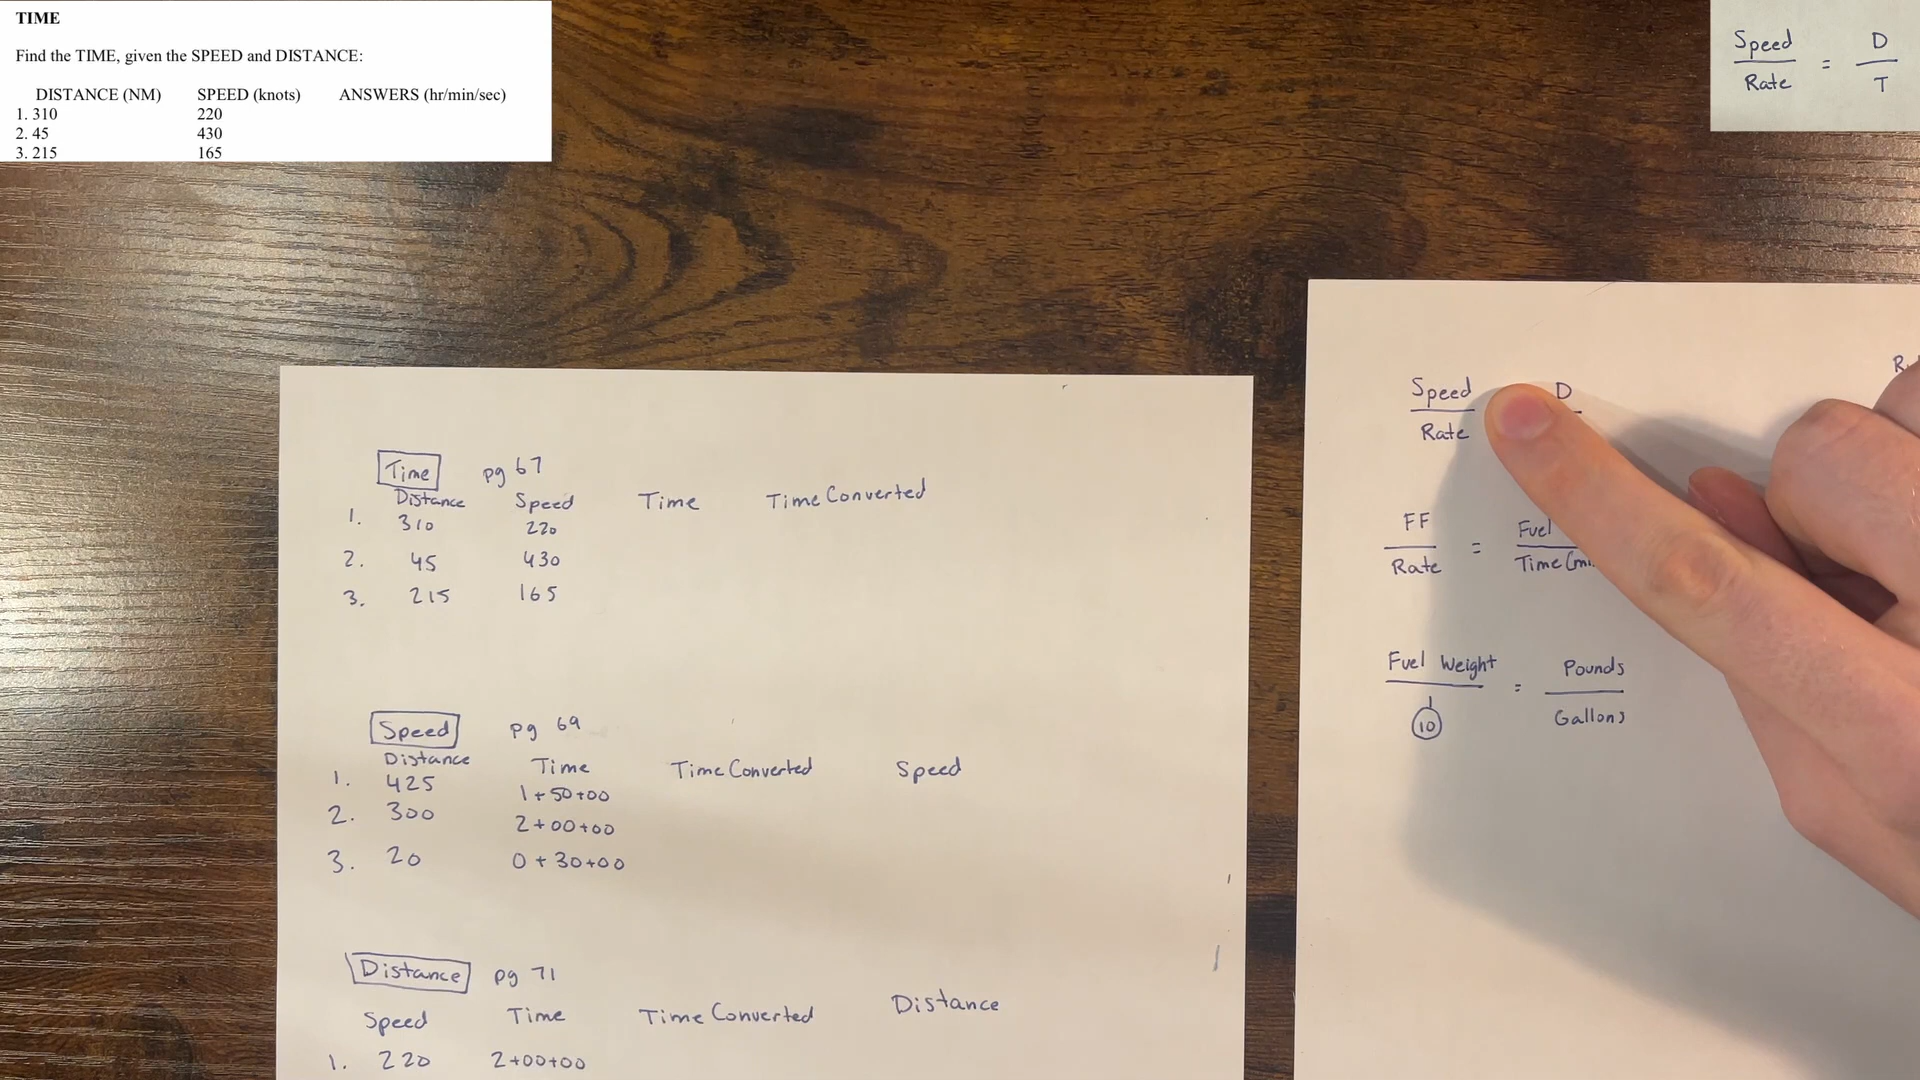 TIME
Find the TIME, given the SPEED and DISTANCE:
DISTANCE (NM) SPEED (knots) ANSWERS (hr/min/sec)
1. 310 220
2. 45 430
3. 215 165
Speed / Rate = D / T
Time pg 67
Distance Speed Time Time Converted
1. 310 220
2. 45 430
3. 215 165
Speed pg 69
Distance Time Time Converted Speed
1. 425 1+50+00
2. 300 2+00+00
3. 20 0+30+00
Distance pg 71
Speed Time Time Converted Distance
1. 220 2+00+00
Speed D
Rate
FF = Fuel
Rate
Fuel Weight = Pounds
10 Gallons